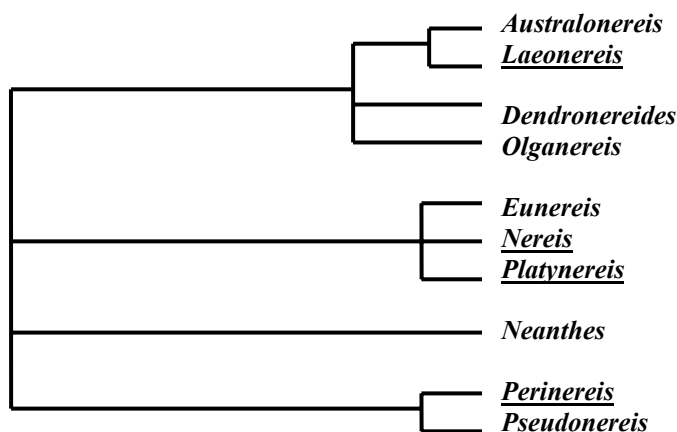 Australonereis
Laeonereis
Dendronereides
Olganereis
Eunereis
Nereis
Platynereis
Neanthes
Perinereis
Pseudonereis